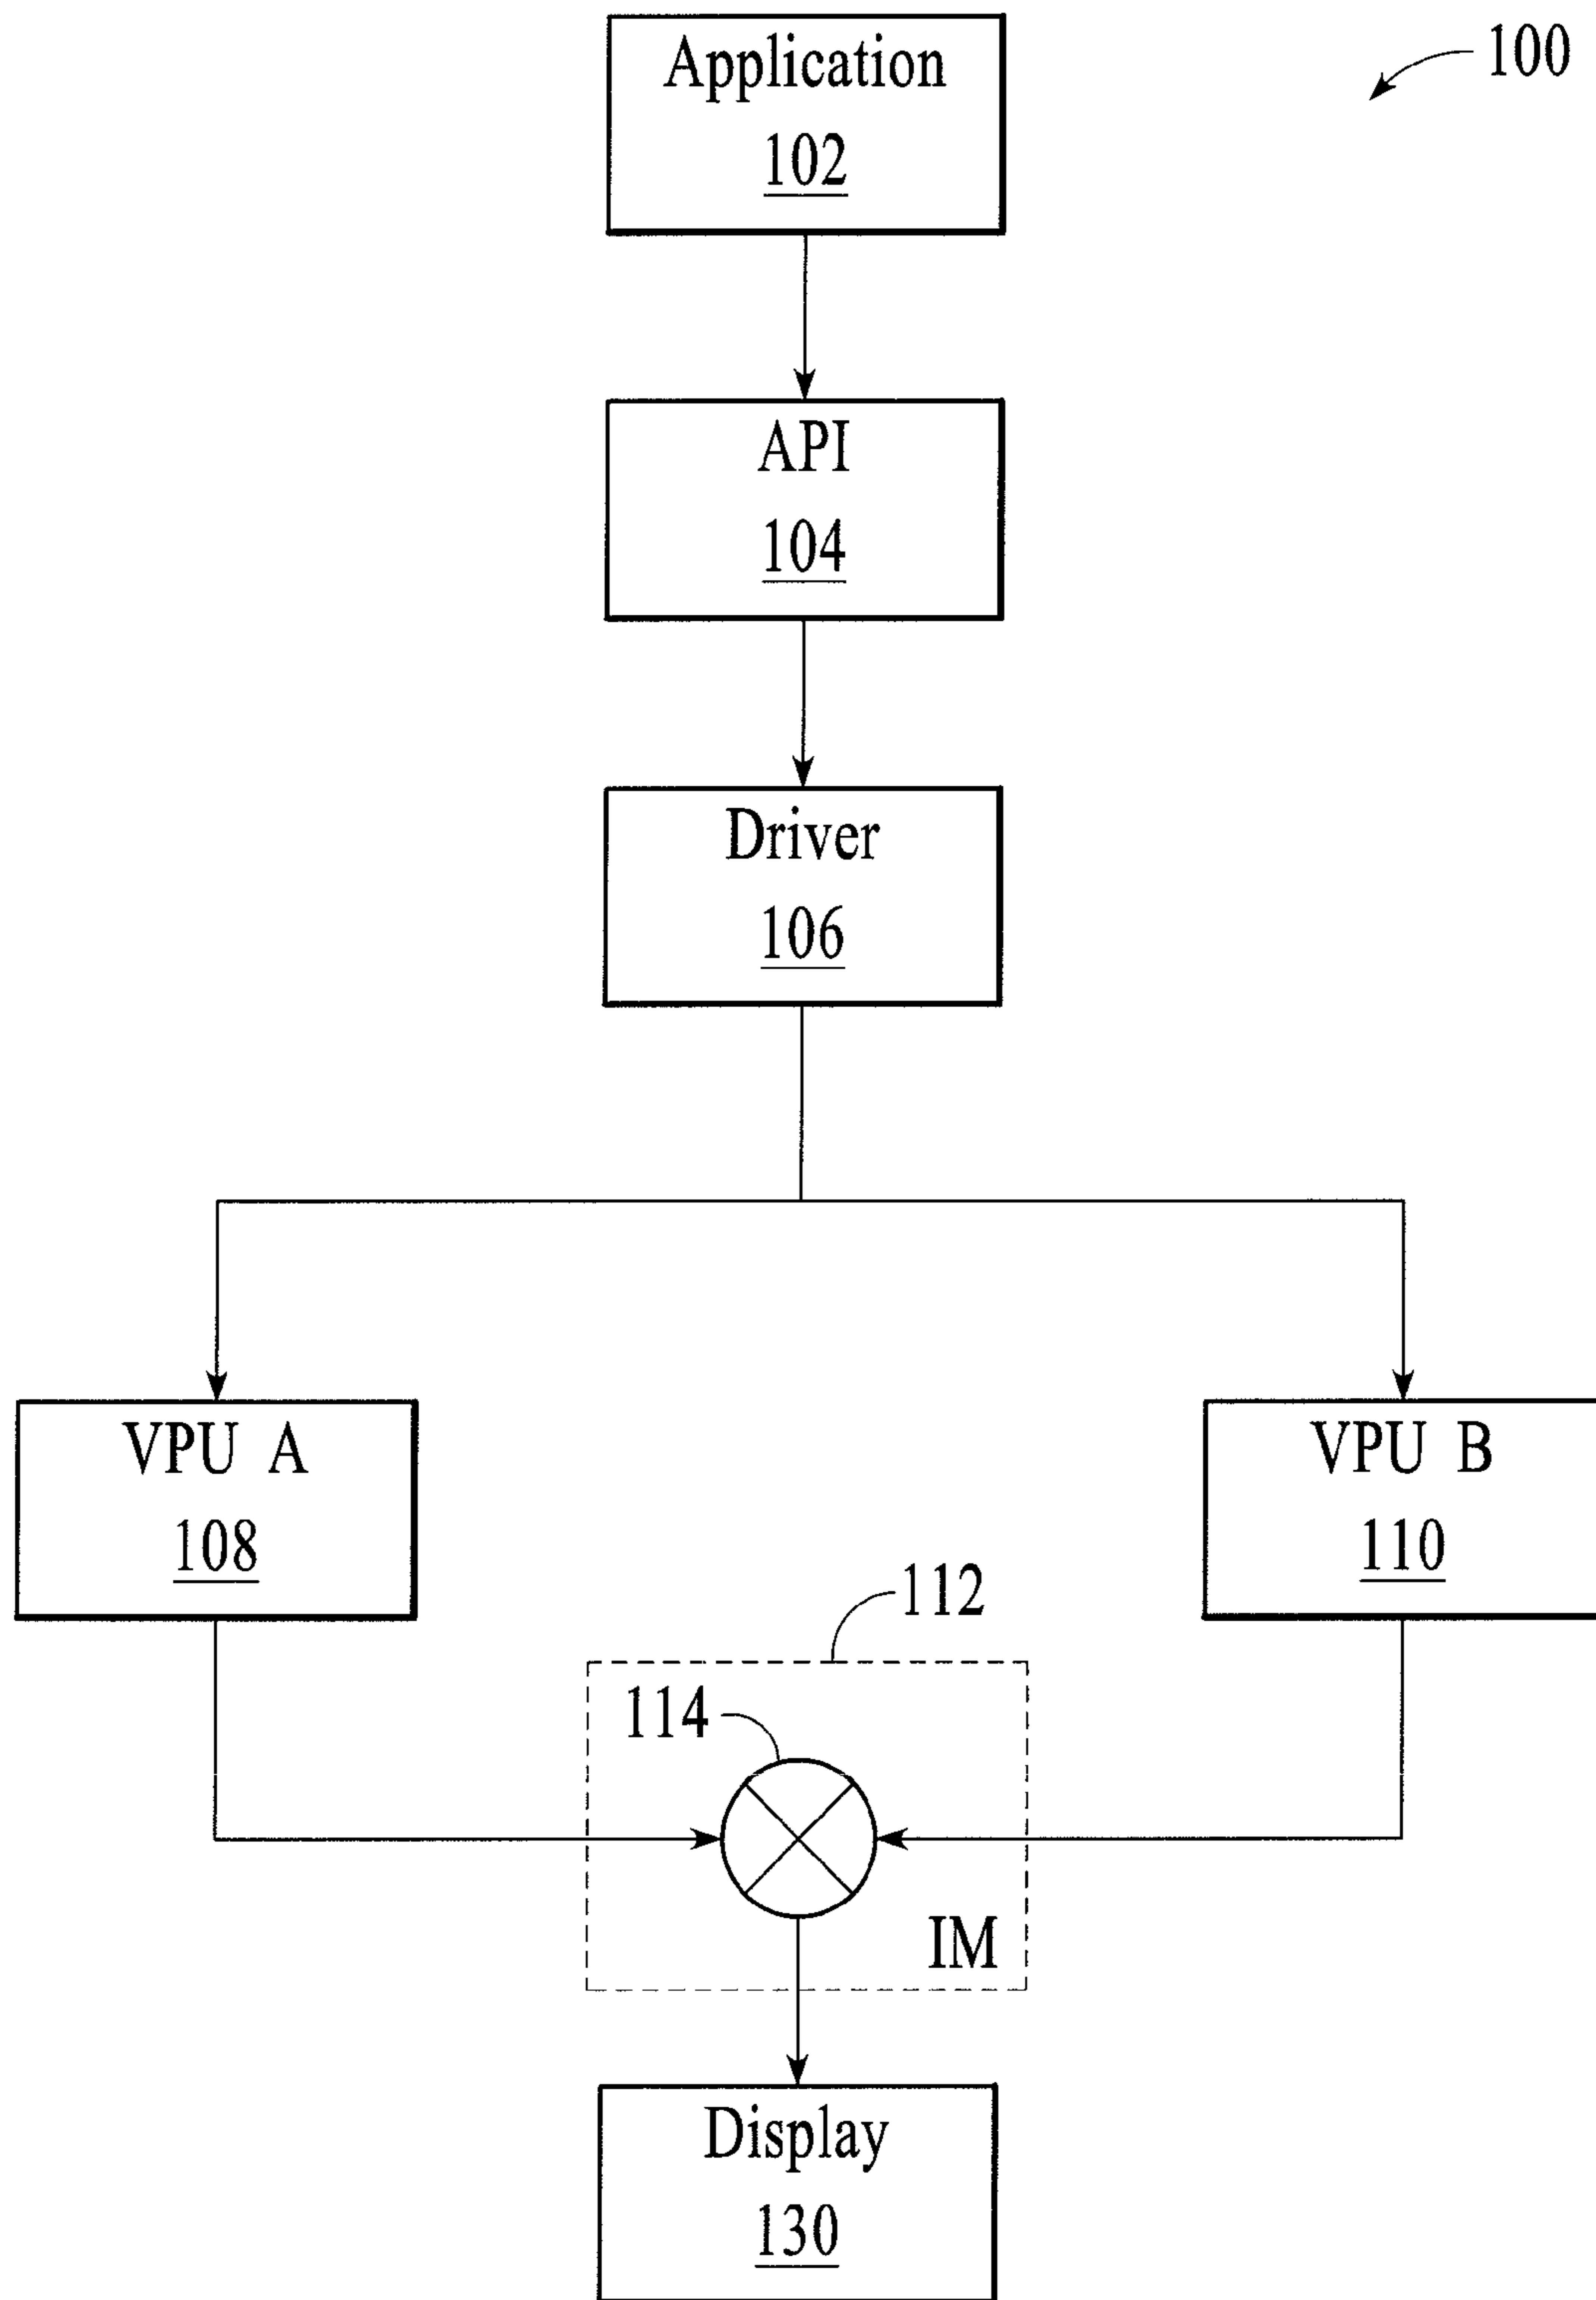 100
Application
102
API
104
Driver
106
VPU A
108
VPU B
110
112
114
IM
Display
130